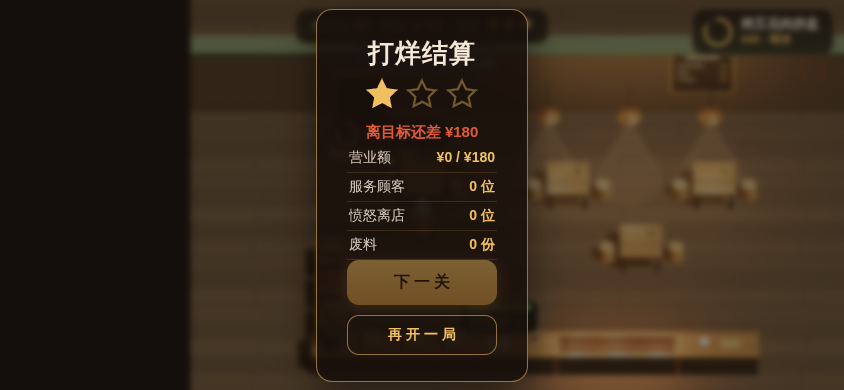 打烊结算
离目标还差 ¥180
营业额 ¥0 / ¥180
服务顾客 0 位
愤怒离店 0 位
废料 0 份
下一关
再开一局